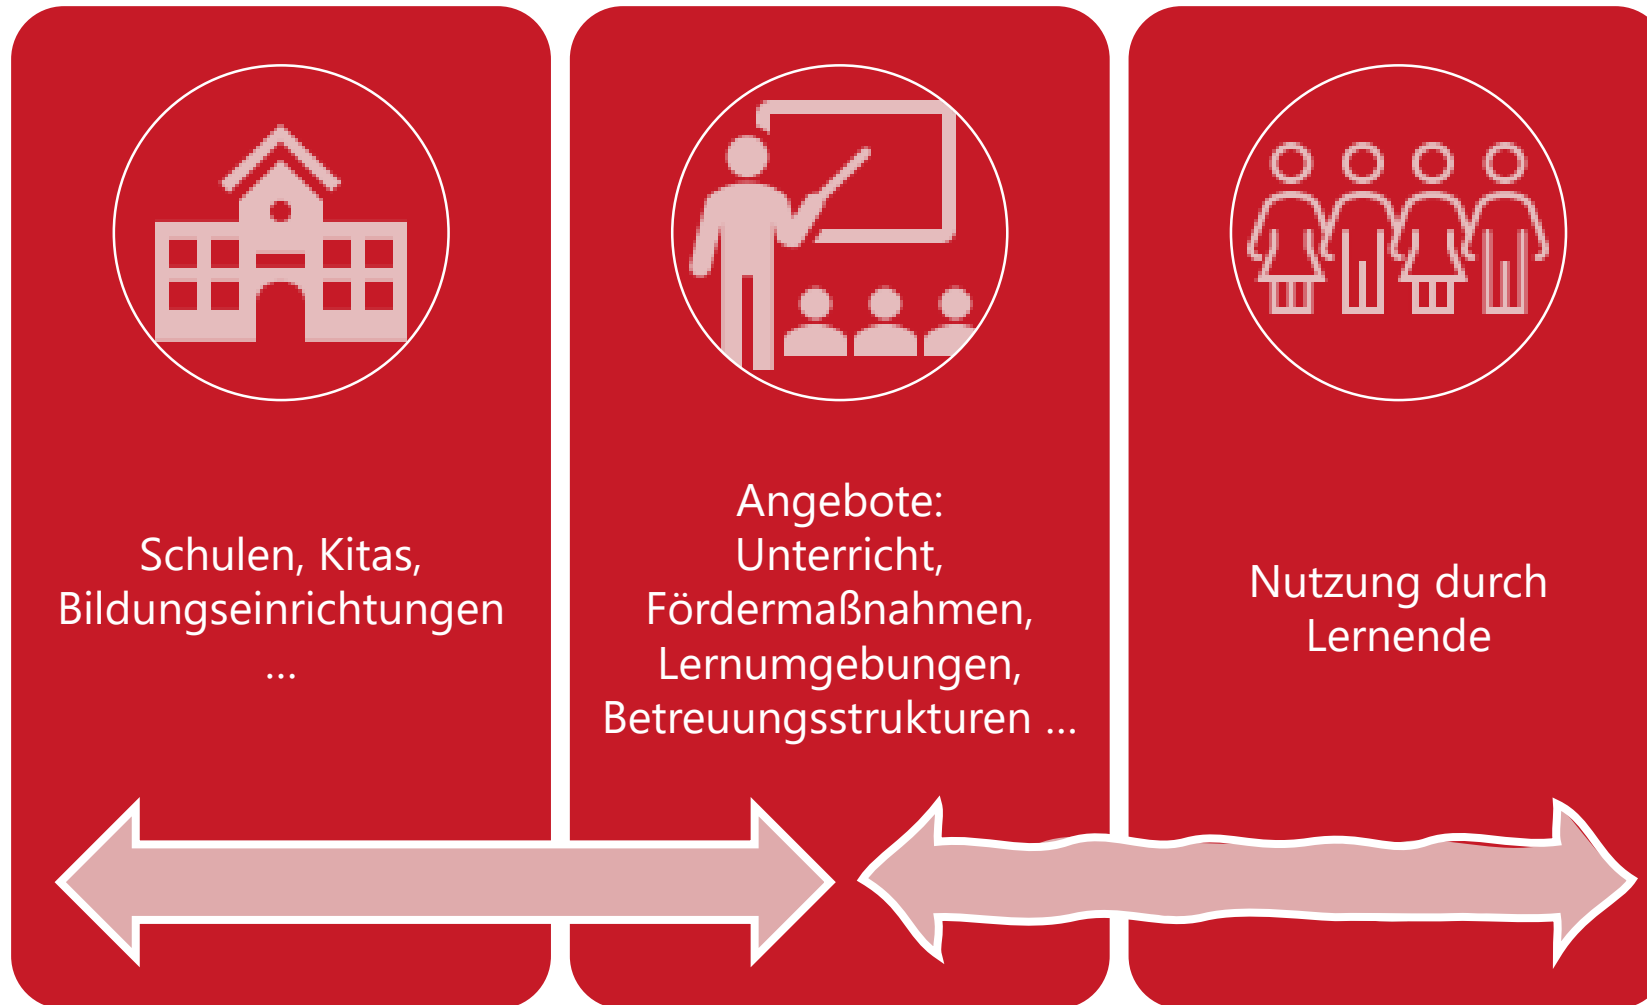 Schulen, Kitas,
Bildungseinrichtungen
...
Angebote:
Unterricht,
Fördermaßnahmen,
Lernumgebungen,
Betreuungsstrukturen ...
Nutzung durch
Lernende